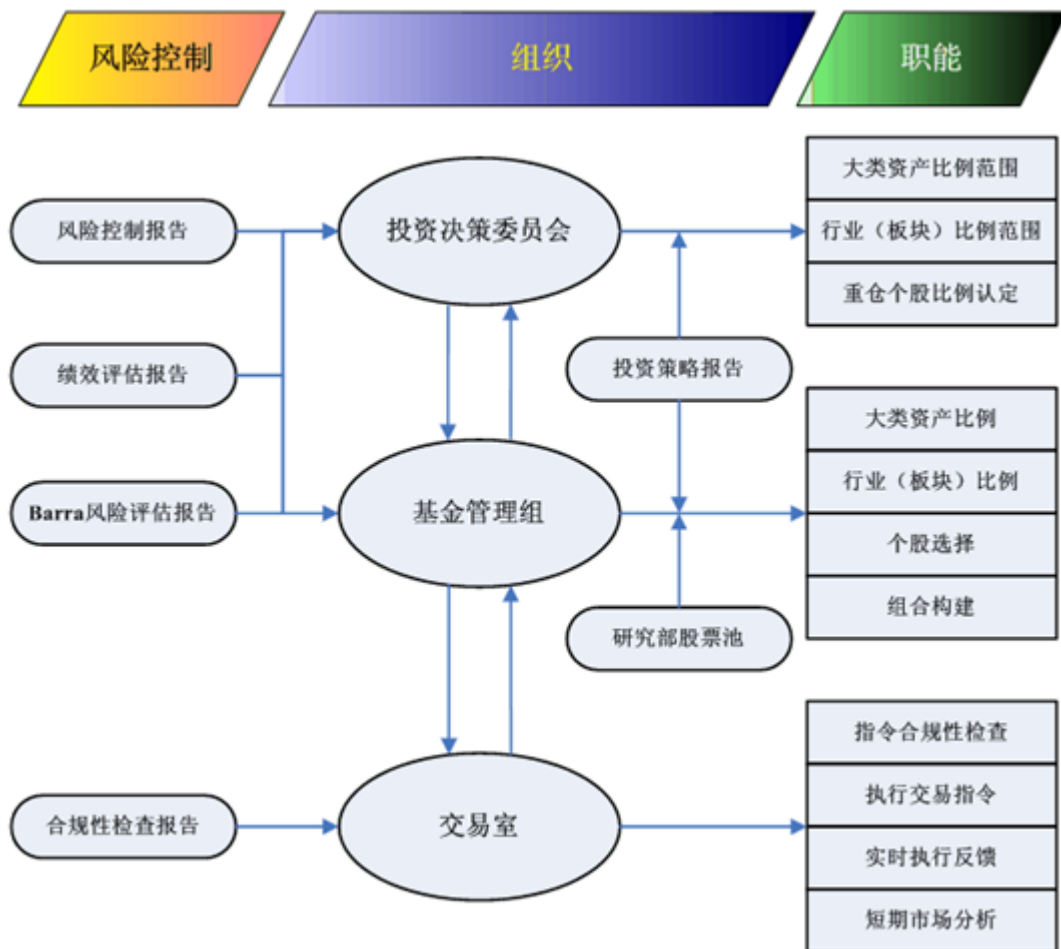 风险控制
组织
职能
大类资产比例范围
风险控制报告
投资决策委员会
行业（板块）比例范围
重仓个股比例认定
绩效评估报告
投资策略报告
大类资产比例
行业（板块）比例
Barra风险评估报告
基金管理组
个股选择
组合构建
研究部股票池
指令合规性检查
执行交易指令
合规性检查报告
交易室
实时执行反馈
短期市场分析